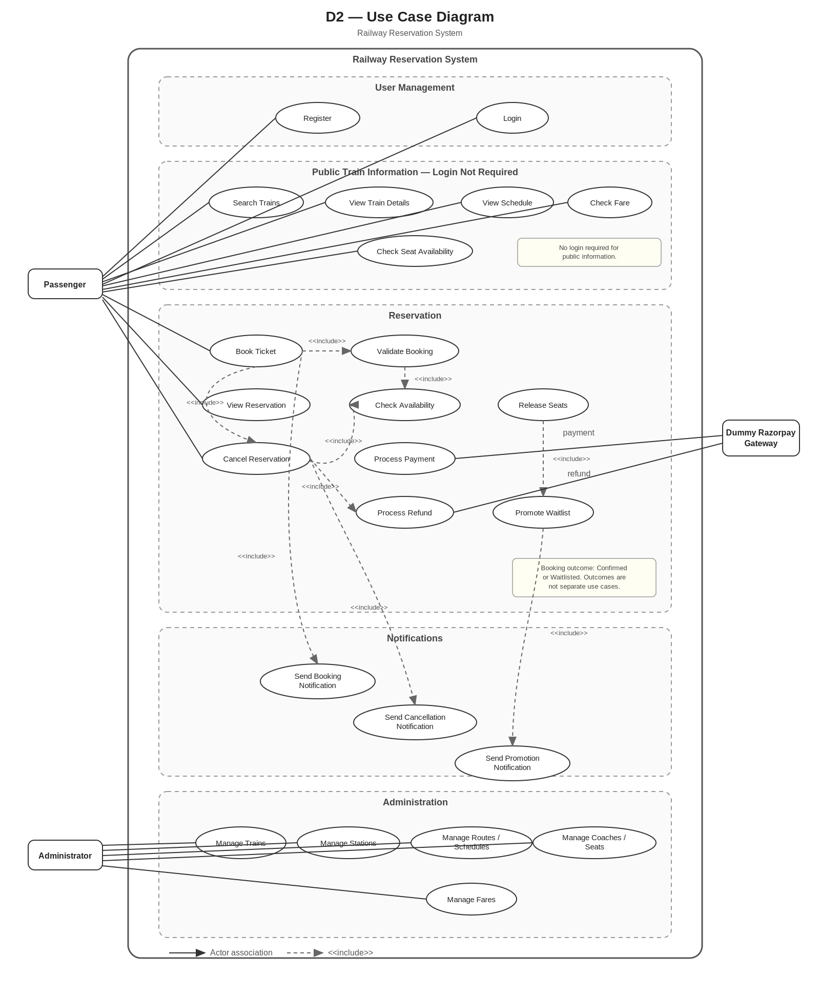 D2 — Use Case Diagram
Railway Reservation System
Railway Reservation System
User Management
Register
Login
Public Train Information — Login Not Required
Search Trains
View Train Details
View Schedule
Check Fare
Check Seat Availability
No login required for
public information.
Passenger
Reservation
Book Ticket
<<include>>
Validate Booking
<<include>>
<<include>>
View Reservation
Check Availability
Release Seats
payment
Dummy Razorpay
Gateway
<<include>>
Cancel Reservation
Process Payment
<<include>>
refund
<<include>>
Process Refund
Promote Waitlist
<<include>>
Booking outcome: Confirmed
or Waitlisted. Outcomes are
not separate use cases.
<<include>>
<<include>>
Notifications
Send Booking
Notification
Send Cancellation
Notification
Send Promotion
Notification
Administration
Manage Trains
Manage Stations
Manage Routes /
Schedules
Manage Coaches /
Seats
Administrator
Manage Fares
Actor association
<<include>>